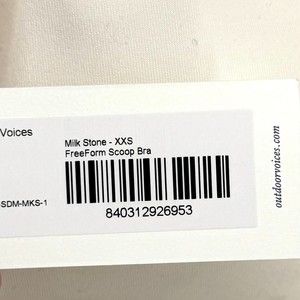 Voices
Milk Stone - XXS
FreeForm Scoop Bra
-SDM-MKS-1
840312926953
outdoorvoices.com